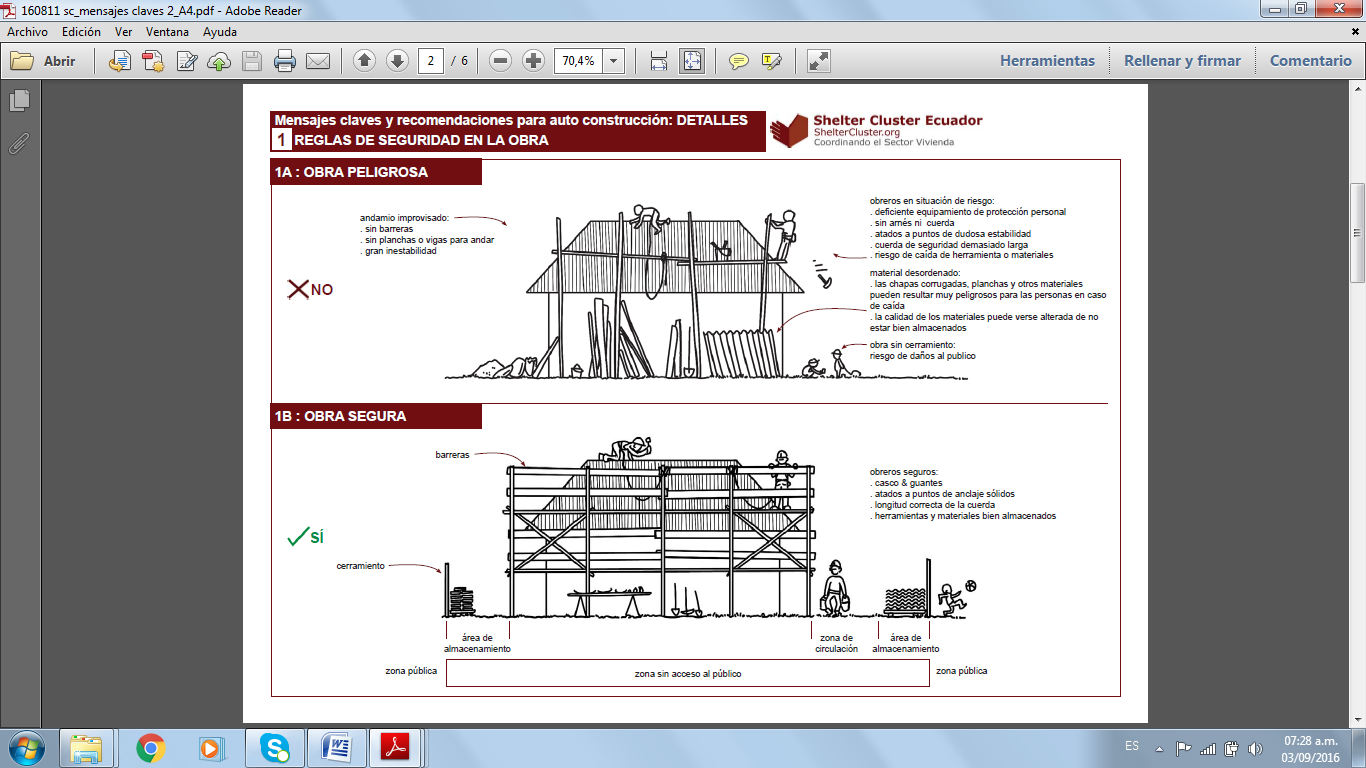 160811 sc_mensajes claves 2_A4.pdf - Adobe Reader
Archivo Edición Ver Ventana Ayuda
Abrir 2 / 6 70,4% Herramientas Rellenar y firmar Comentario
Mensajes claves y recomendaciones para auto construcción: DETALLES
1 REGLAS DE SEGURIDAD EN LA OBRA
Shelter Cluster Ecuador
ShelterCluster.org
Coordinando el Sector Vivienda
1A : OBRA PELIGROSA
andamio improvisado:
. sin barreras
. sin planchas o vigas para andar
. gran inestabilidad
NO
obreros en situación de riesgo:
. deficiente equipamiento de protección personal
. sin arnés ni cuerda
. atados a puntos de dudosa estabilidad
. cuerda de seguridad demasiado larga
. riesgo de caída de herramienta o materiales
material desordenado:
. las chapas corrugadas, planchas y otros materiales
pueden resultar muy peligrosos para las personas en caso
de caída
. la calidad de los materiales puede verse alterada de no
estar bien almacenados
obra sin cerramiento:
riesgo de daños al publico
1B : OBRA SEGURA
barreras
SÍ
cerramiento
obreros seguros:
. casco & guantes
. atados a puntos de anclaje sólidos
. longitud correcta de la cuerda
. herramientas y materiales bien almacenados
área de
almacenamiento
zona de
circulación
área de
almacenamiento
zona pública
zona sin acceso al público
zona pública
ES
07:28 a.m.
03/09/2016